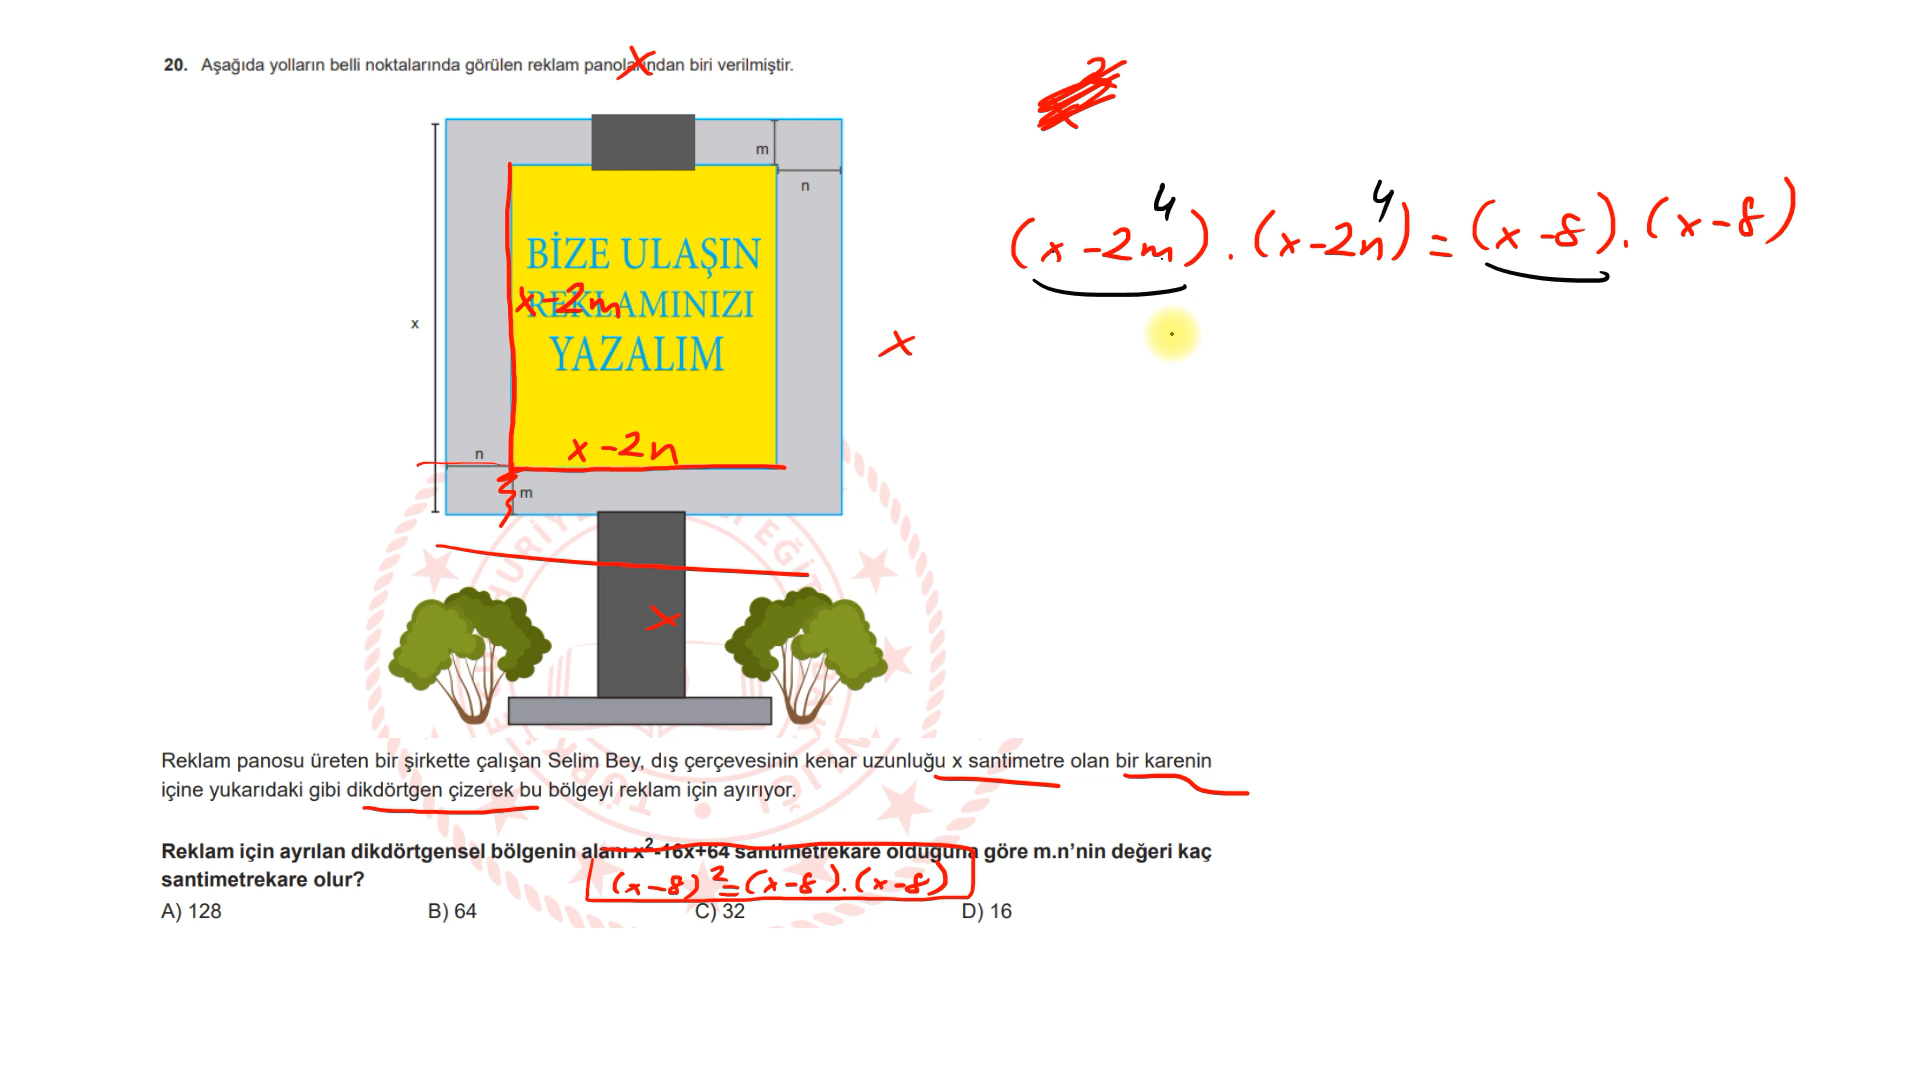 20. Aşağıda yolların belli noktalarında görülen reklam panolarından biri verilmiştir.
x
m
n
4 4
(x-2m).(x-2n)=(x-8).(x-8)
BİZE ULAŞIN
REKLAMINIZI
YAZALIM
x-2m
x
x
n
x-2n
m
x
Reklam panosu üreten bir şirkette çalışan Selim Bey, dış çerçevesinin kenar uzunluğu x santimetre olan bir karenin
içine yukarıdaki gibi dikdörtgen çizerek bu bölgeyi reklam için ayırıyor.
Reklam için ayrılan dikdörtgensel bölgenin alanı x²-16x+64 santimetrekare olduğuna göre m.n'nin değeri kaç
santimetrekare olur?
(x-8)²=(x-8).(x-8)
A) 128 B) 64 C) 32 D) 16